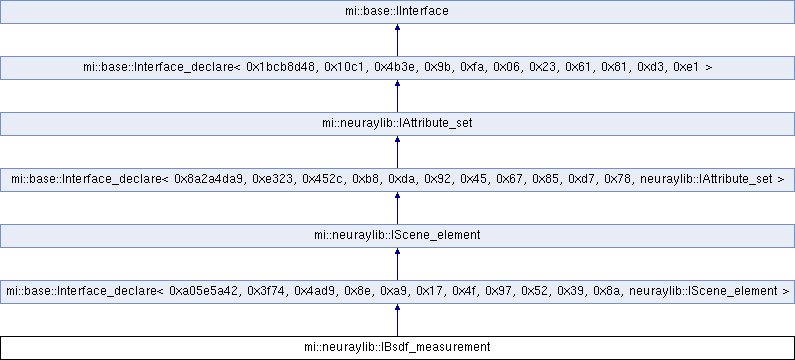 mi::base::IInterface
mi::base::Interface_declare< 0x1bcb8d48, 0x10c1, 0x4b3e, 0x9b, 0xfa, 0x06, 0x23, 0x61, 0x81, 0xd3, 0xe1 >
mi::neuraylib::IAttribute_set
mi::base::Interface_declare< 0x8a2a4da9, 0xe323, 0x452c, 0xb8, 0xda, 0x92, 0x45, 0x67, 0x85, 0xd7, 0x78, neuraylib::IAttribute_set >
mi::neuraylib::IScene_element
mi::base::Interface_declare< 0xa05e5a42, 0x3f74, 0x4ad9, 0x8e, 0xa9, 0x17, 0x4f, 0x97, 0x52, 0x39, 0x8a, neuraylib::IScene_element >
mi::neuraylib::IBsdf_measurement